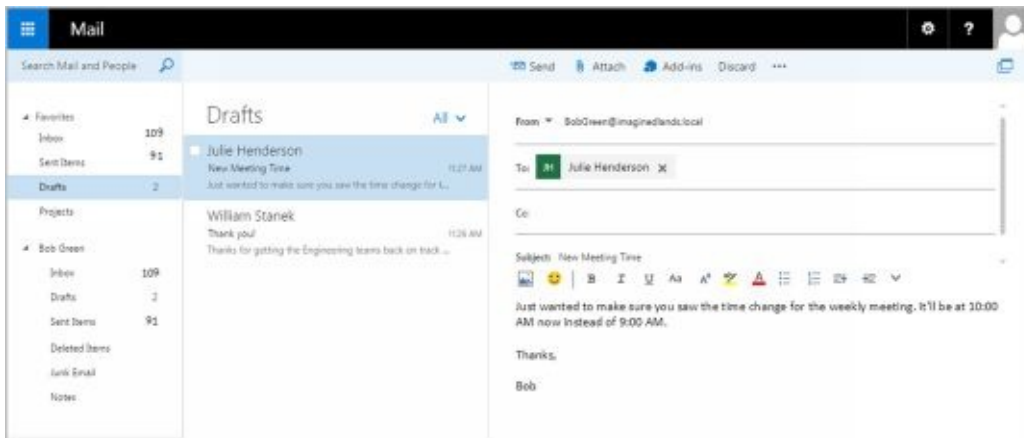 Mail
?
Search Mail and People
Send Attach Add-ins Discard ...
Favorites
Inbox 109
Sent Items 91
Drafts 2
Projects
Bob Green
Inbox 109
Drafts 2
Sent Items 91
Deleted Items
Junk Email
Notes
Drafts All
Julie Henderson
New Meeting Time 11:27 AM
Just wanted to make sure you saw the time change for t...
William Stanek
Thank you! 11:26 AM
Thanks for getting the Engineering teams back on track ...
From BobGreen@imaginedlands.local
To: JH Julie Henderson x
Cc:
Subject: New Meeting Time
B I U Aa A A
Just wanted to make sure you saw the time change for the weekly meeting. It'll be at 10:00
AM now instead of 9:00 AM.
Thanks,
Bob